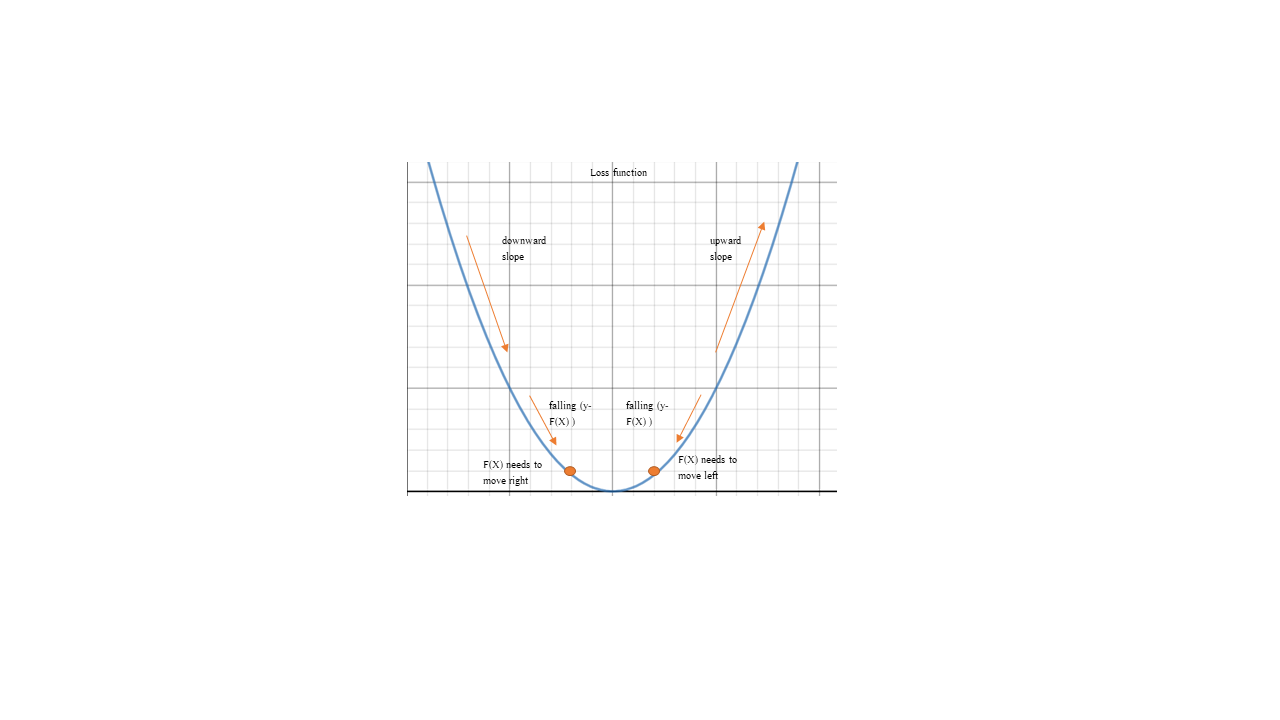 Loss function
downward
slope
upward
slope
falling (y-
F(X) )
falling (y-
F(X) )
F(X) needs to
move right
F(X) needs to
move left